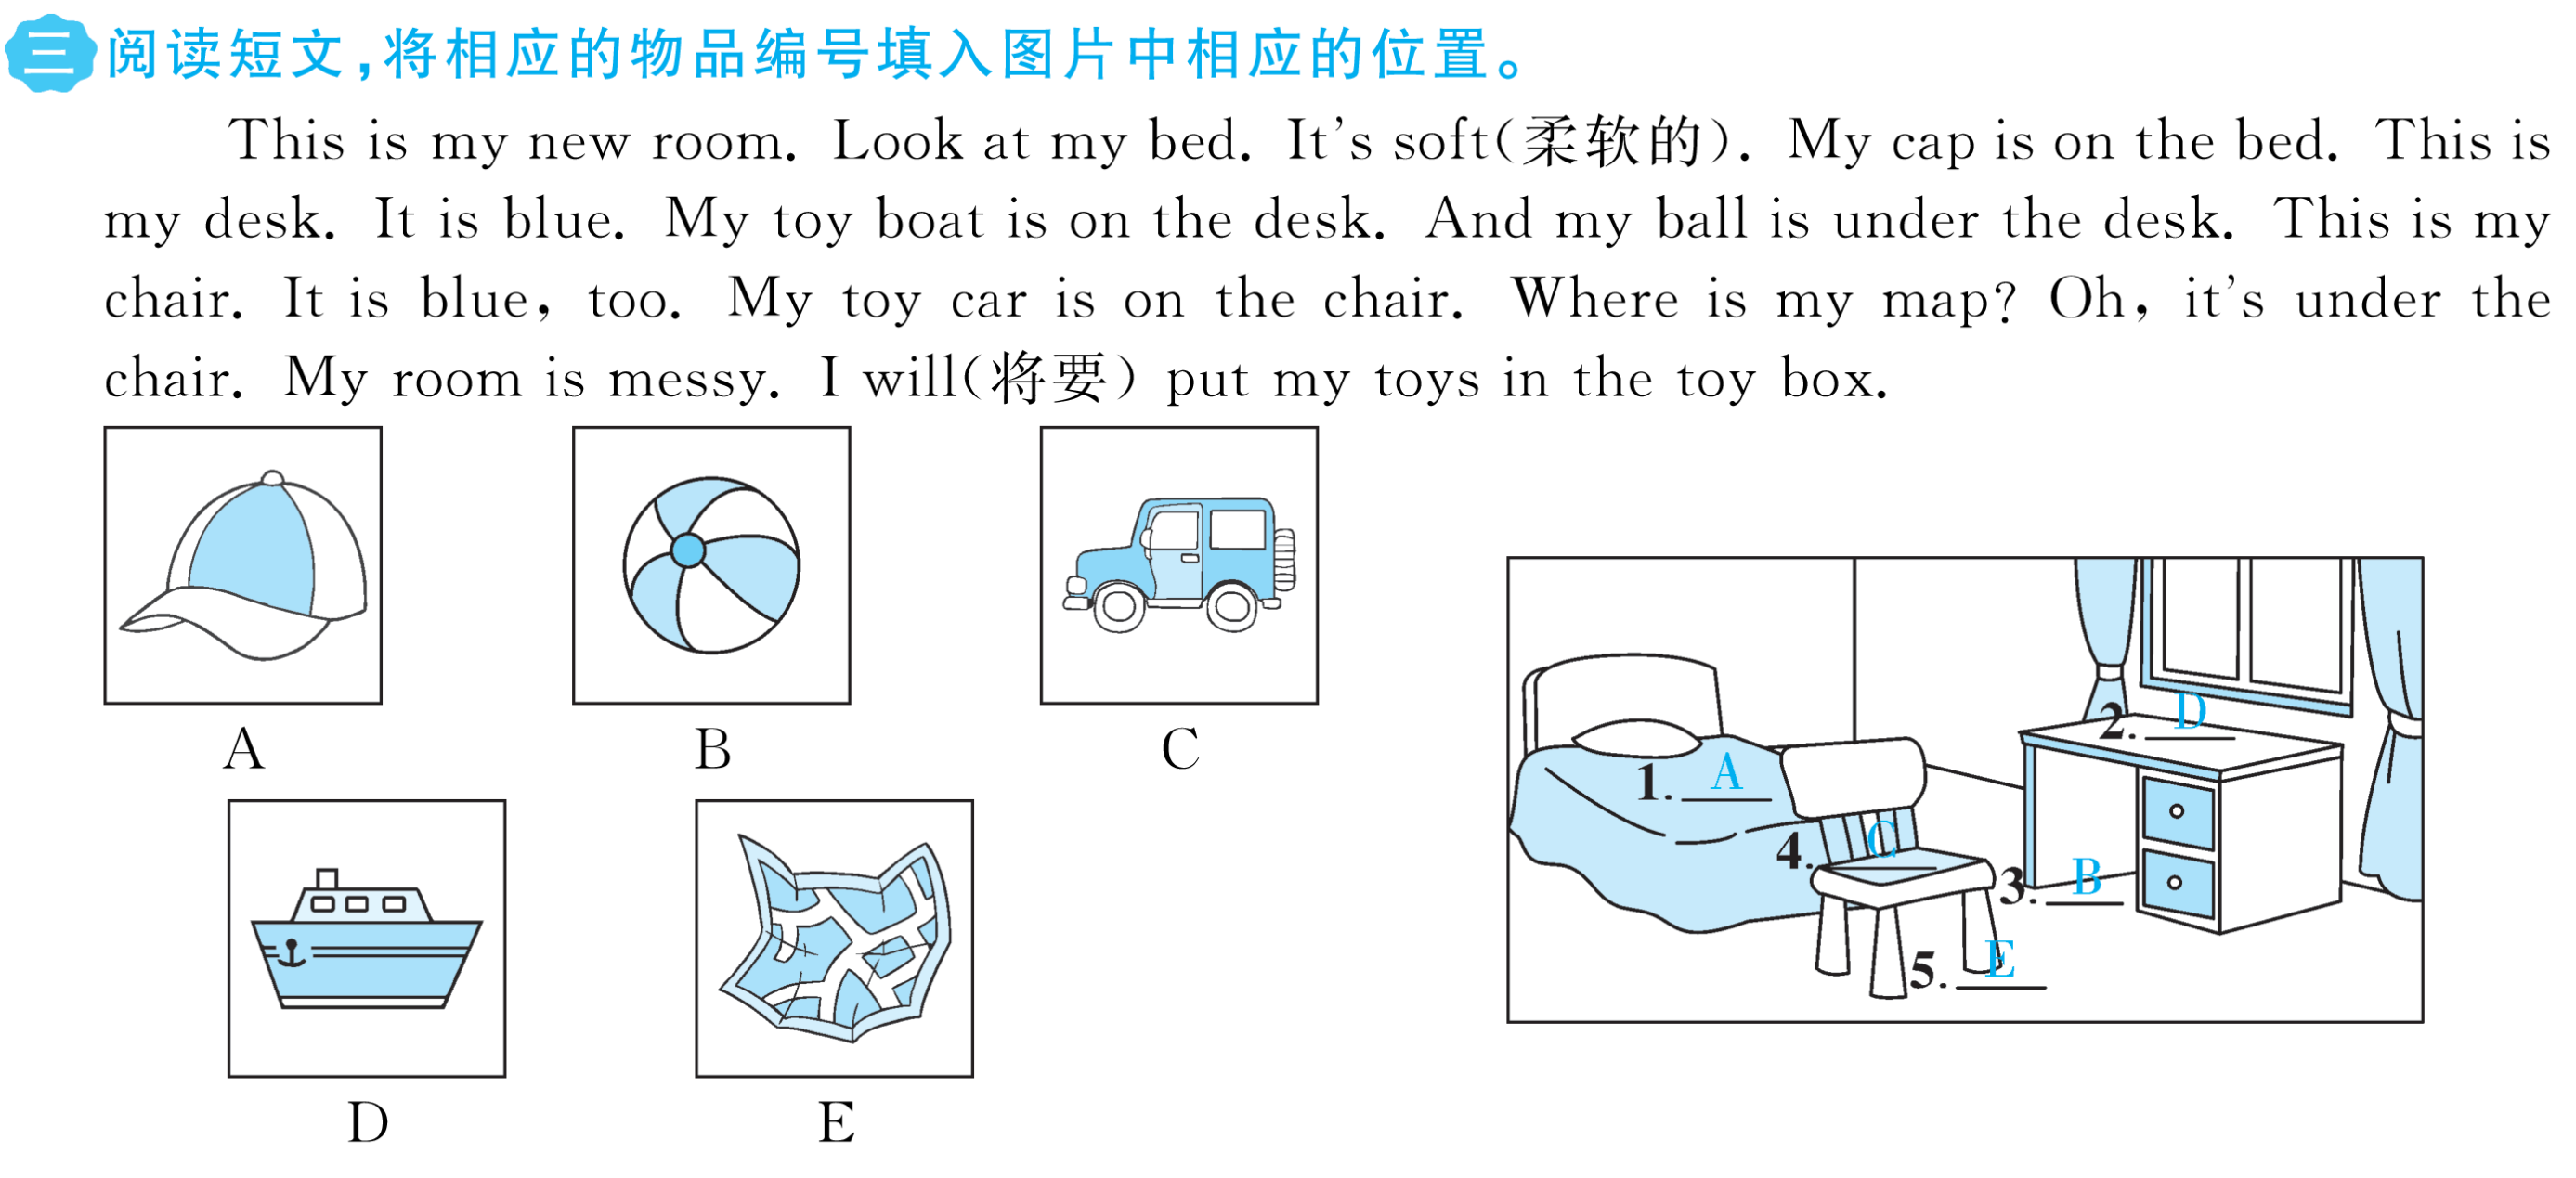 三 阅读短文,将相应的物品编号填入图片中相应的位置。
This is my new room. Look at my bed. It's soft(柔软的). My cap is on the bed. This is
my desk. It is blue. My toy boat is on the desk. And my ball is under the desk. This is my
chair. It is blue, too. My toy car is on the chair. Where is my map? Oh, it's under the
chair. My room is messy. I will(将要) put my toys in the toy box.
A
B
C
D
E
1. A
2. D
3. B
4. C
5. E